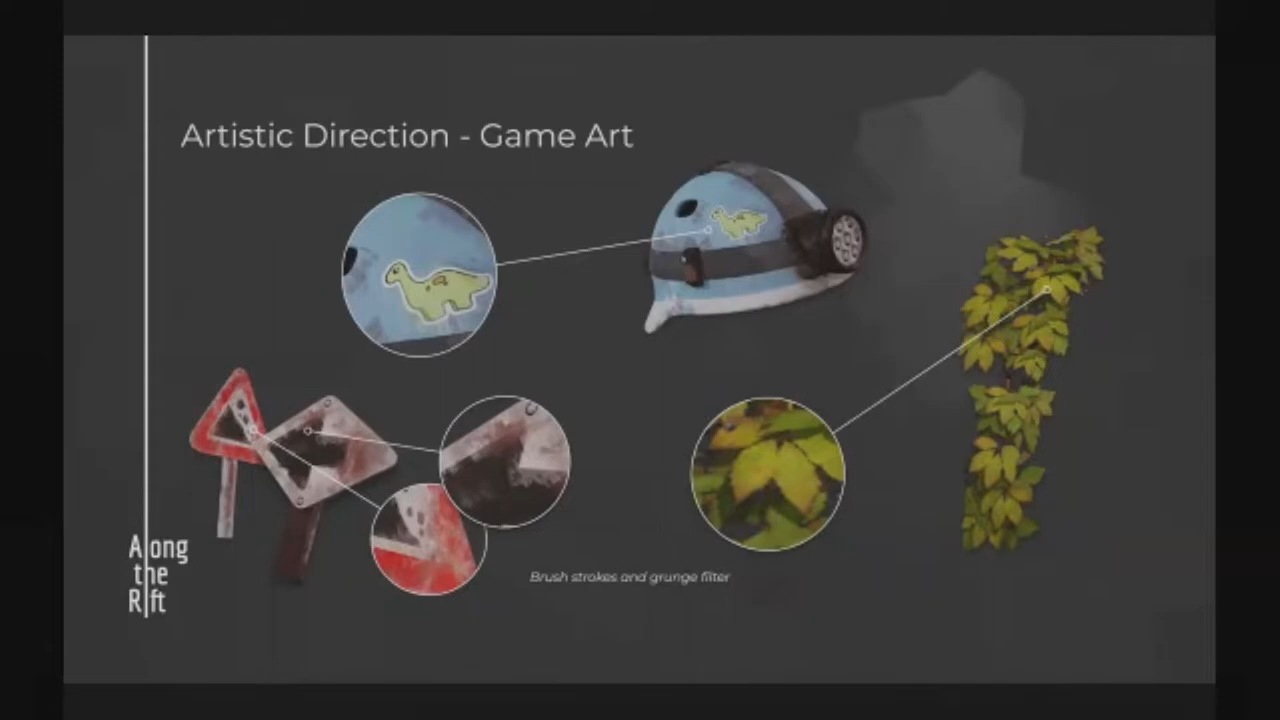 Artistic Direction - Game Art
Brush strokes and grunge filter
Along
the
Rift